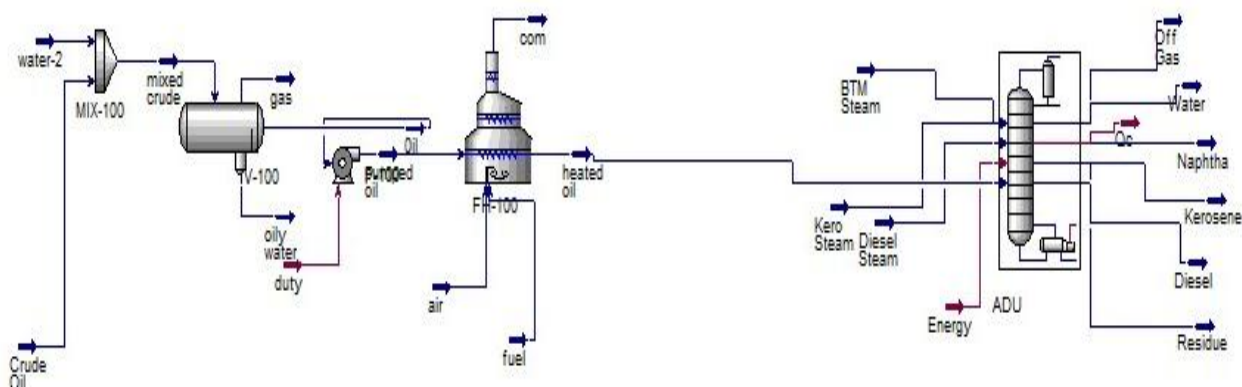 water-2
MIX-100
mixed
crude
Crude
Oil
gas
V-100
oily
water
Oil
oil
duty
com
FH-100
air
fuel
heated
oil
BTM
Steam
Kero
Steam
Diesel
Steam
Energy
ADU
Off
Gas
Water
Qc
Naphtha
Kerosene
Diesel
Residue